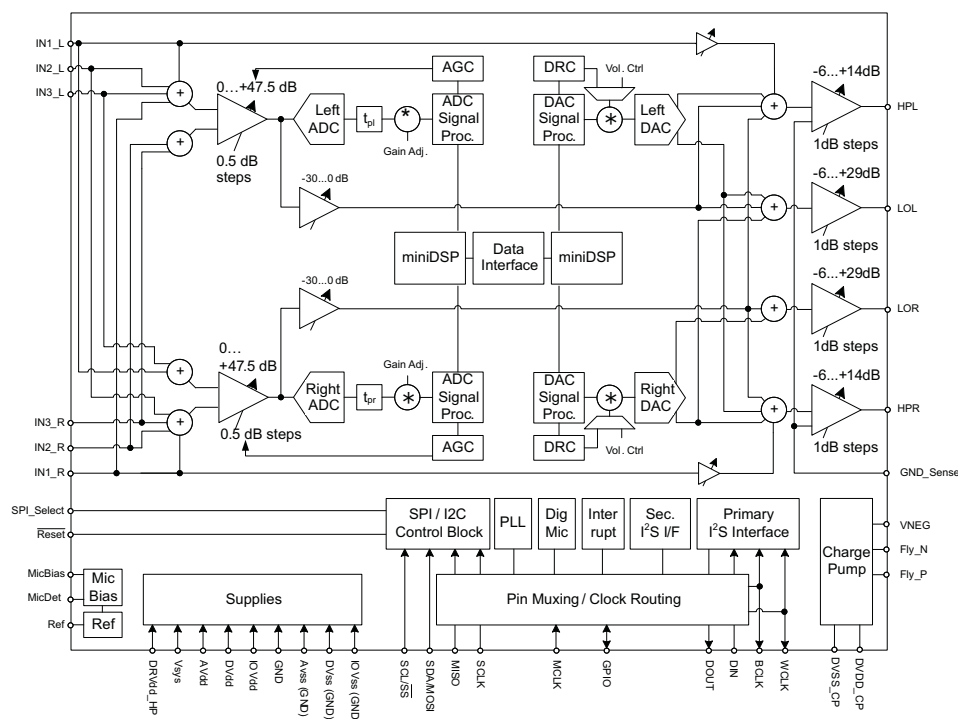 IN1_L
IN2_L
IN3_L
0…+47.5 dB
0.5 dB
steps
Left
ADC
tpl
*
Gain Adj.
AGC
ADC
Signal
Proc.
DRC
Vol. Ctrl
DAC
Signal
Proc.
*
Left
DAC
+
+
+
-6...+14dB
1dB steps
HPL
-30...0 dB
+
-6...+29dB
1dB steps
LOL
miniDSP
Data
Interface
miniDSP
-30...0 dB
+
-6...+29dB
1dB steps
LOR
0…
+47.5 dB
0.5 dB steps
+
+
Right
ADC
tpr
Gain Adj.
*
ADC
Signal
Proc.
AGC
DAC
Signal
Proc.
DRC
*
Vol. Ctrl
Right
DAC
+
-6...+14dB
1dB steps
HPR
IN3_R
IN2_R
IN1_R
GND_Sense
SPI_Select
Reset
SPI / I2C
Control Block
PLL
Dig
Mic
Inter
rupt
Sec.
I2S I/F
Primary
I2S Interface
Charge
Pump
VNEG
Fly_N
Fly_P
MicBias
MicDet
Ref
Mic
Bias
Ref
Supplies
Pin Muxing / Clock Routing
DRVdd_HP
Vsys
AVdd
DVdd
IOVdd
GND
Avss (GND)
DVss (GND)
IOVss (GND)
SCL/SS
SDA/MOSI
MISO
SCLK
MCLK
GPIO
DOUT
DIN
BCLK
WCLK
DVSS_CP
DVDD_CP